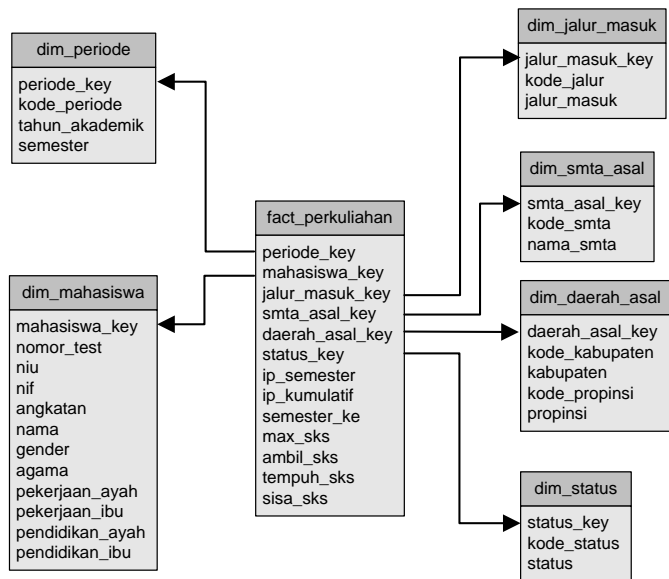 dim_periode
periode_key
kode_periode
tahun_akademik
semester
dim_mahasiswa
mahasiswa_key
nomor_test
niu
nif
angkatan
nama
gender
agama
pekerjaan_ayah
pekerjaan_ibu
pendidikan_ayah
pendidikan_ibu
fact_perkuliahan
periode_key
mahasiswa_key
jalur_masuk_key
smta_asal_key
daerah_asal_key
status_key
ip_semester
ip_kumulatif
semester_ke
max_sks
ambil_sks
tempuh_sks
sisa_sks
dim_jalur_masuk
jalur_masuk_key
kode_jalur
jalur_masuk
dim_smta_asal
smta_asal_key
kode_smta
nama_smta
dim_daerah_asal
daerah_asal_key
kode_kabupaten
kabupaten
kode_propinsi
propinsi
dim_status
status_key
kode_status
status